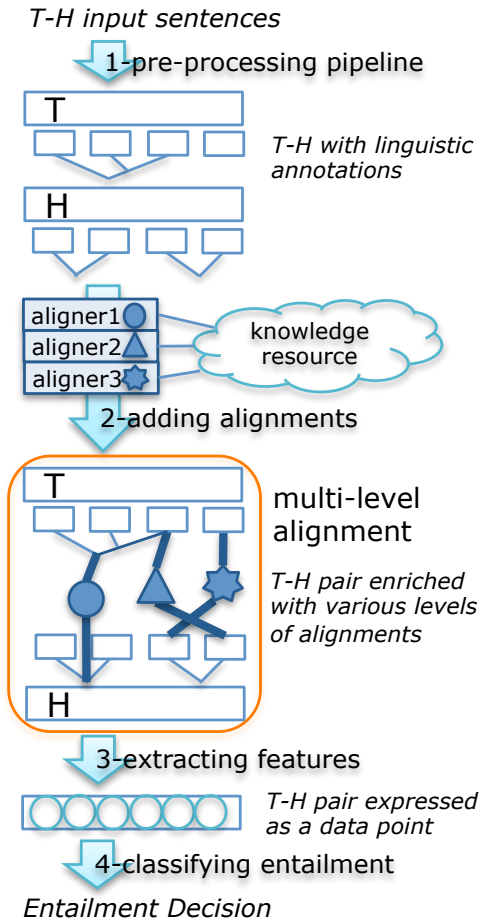 T-H input sentences
1-pre-processing pipeline
T
T-H with linguistic
annotations
H
aligner1
aligner2
aligner3
knowledge
resource
2-adding alignments
T
multi-level
alignment
T-H pair enriched
with various levels
of alignments
H
3-extracting features
T-H pair expressed
as a data point
4-classifying entailment
Entailment Decision